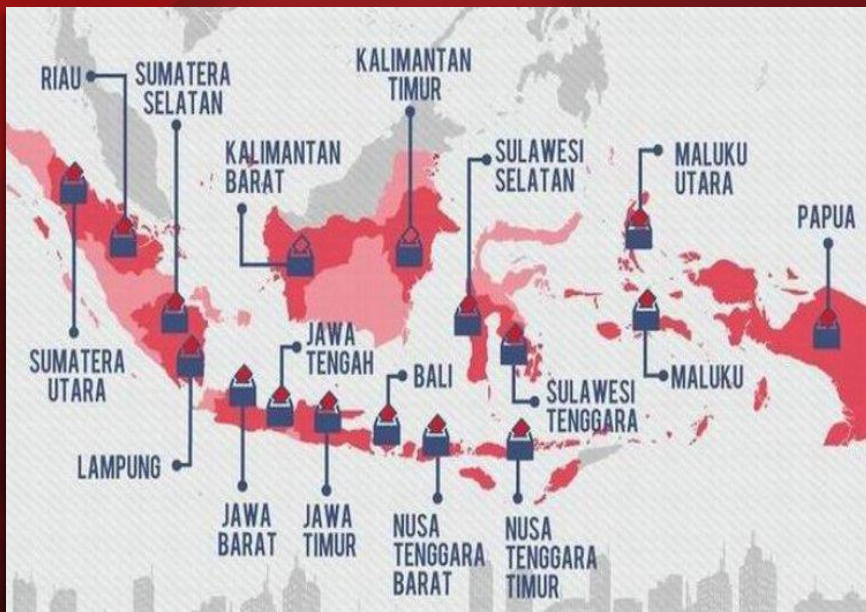 RIAU
SUMATERA
SELATAN
KALIMANTAN
TIMUR
KALIMANTAN
BARAT
SULAWESI
SELATAN
MALUKU
UTARA
PAPUA
SUMATERA
UTARA
JAWA
TENGAH
BALI
SULAWESI
TENGGARA
MALUKU
LAMPUNG
JAWA
BARAT
JAWA
TIMUR
NUSA
TENGGARA
BARAT
NUSA
TENGGARA
TIMUR